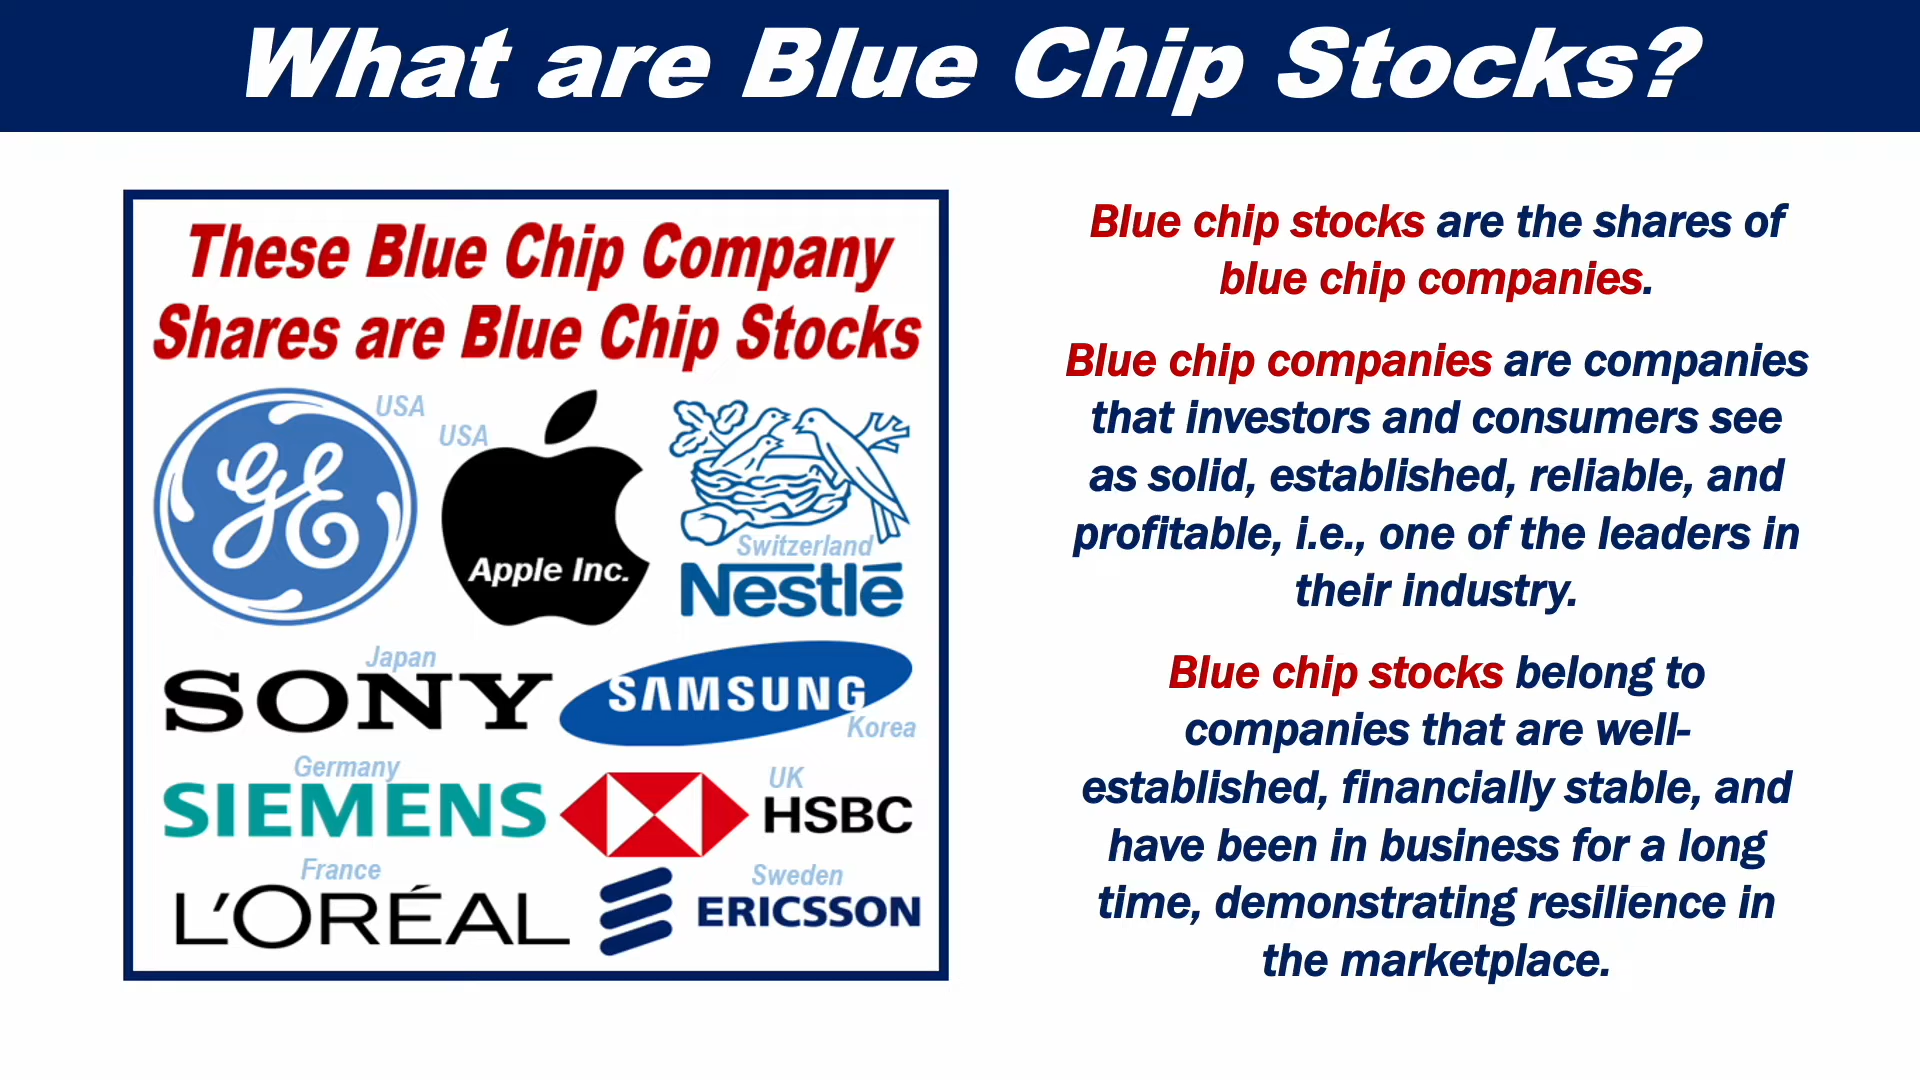 What are Blue Chip Stocks?
These Blue Chip Company
Shares are Blue Chip Stocks
GE
USA
USA
Apple Inc.
Switzerland
Nestlé
Japan
SONY
SAMSUNG
Korea
Germany
SIEMENS
UK
HSBC
France
L'ORÉAL
Sweden
ERICSSON
Blue chip stocks are the shares of
blue chip companies.
Blue chip companies are companies
that investors and consumers see
as solid, established, reliable, and
profitable, i.e., one of the leaders in
their industry.
Blue chip stocks belong to
companies that are well-
established, financially stable, and
have been in business for a long
time, demonstrating resilience in
the marketplace.